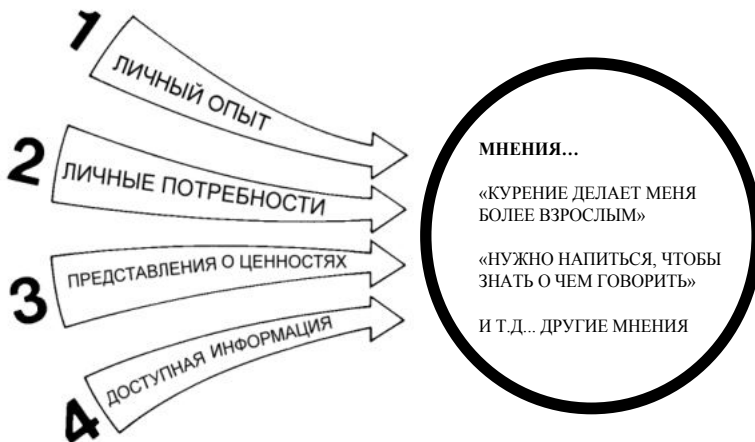 1
ЛИЧНЫЙ ОПЫТ
2
ЛИЧНЫЕ ПОТРЕБНОСТИ
3
ПРЕДСТАВЛЕНИЯ О ЦЕННОСТЯХ
4
ДОСТУПНАЯ ИНФОРМАЦИЯ
МНЕНИЯ...
«КУРЕНИЕ ДЕЛАЕТ МЕНЯ
БОЛЕЕ ВЗРОСЛЫМ»
«НУЖНО НАПИТЬСЯ, ЧТОБЫ
ЗНАТЬ О ЧЕМ ГОВОРИТЬ»
И Т.Д... ДРУГИЕ МНЕНИЯ